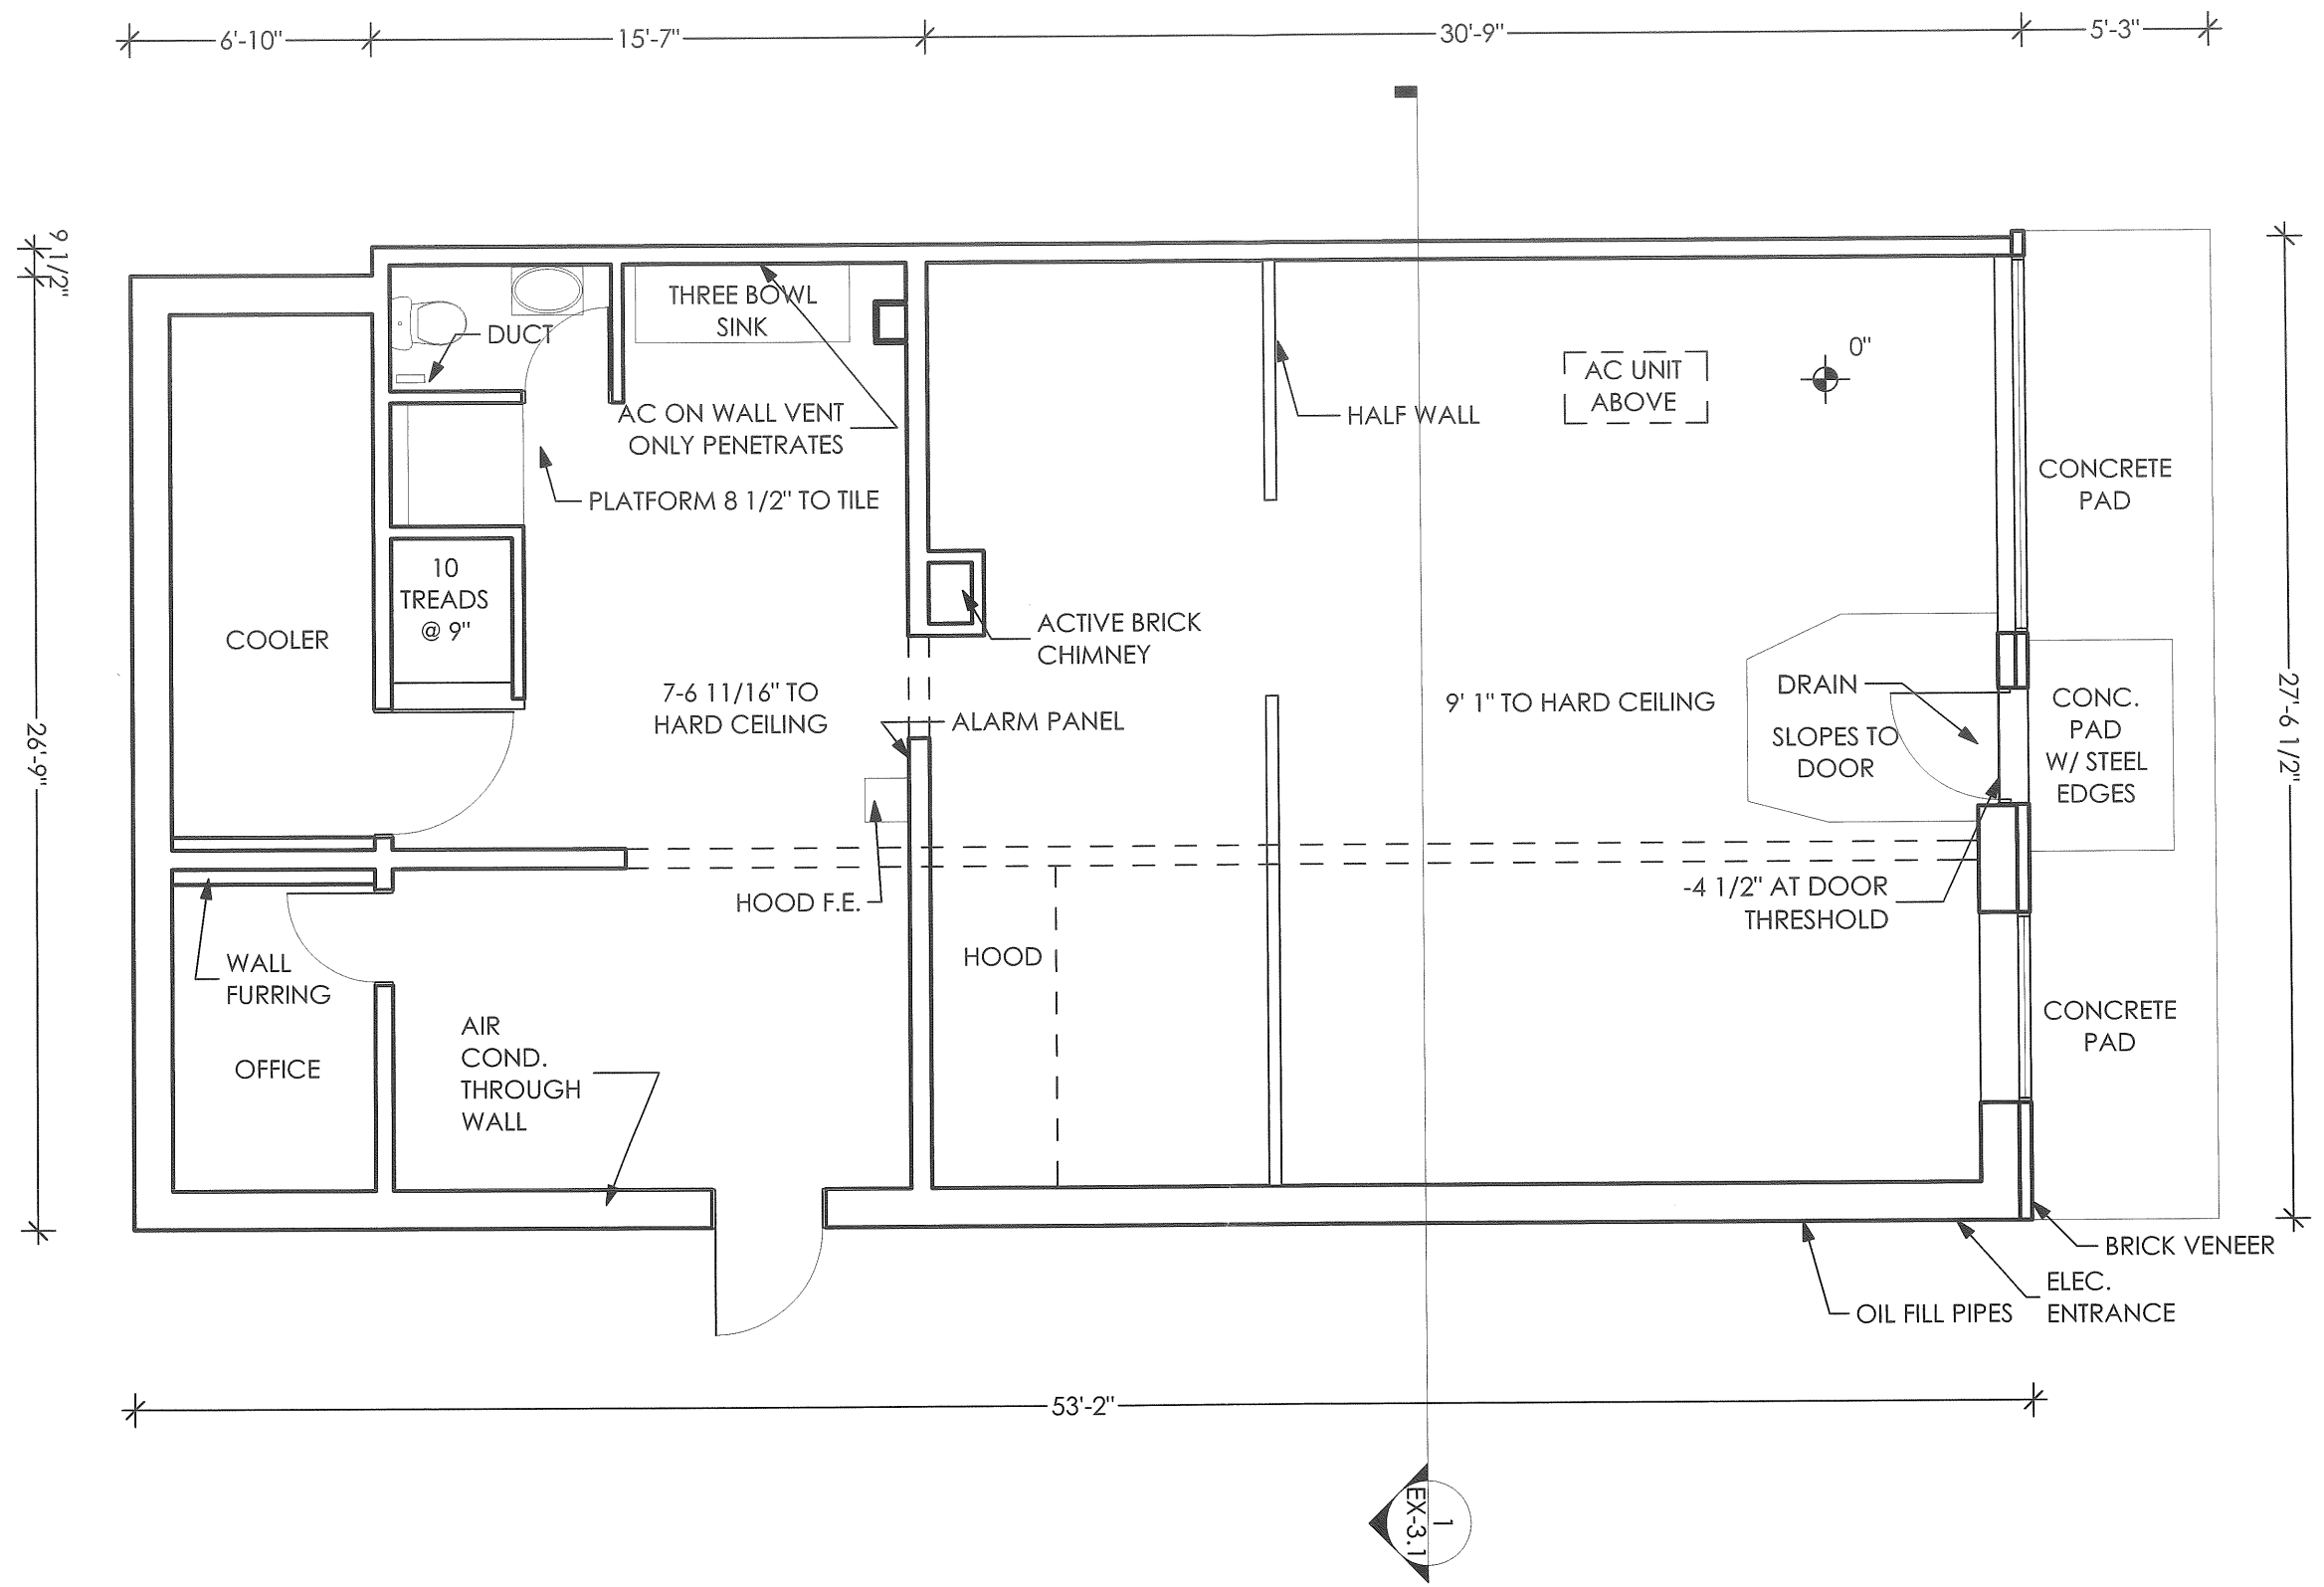 6'-10"
15'-7"
30'-9"
5'-3"
9 1/2"
THREE BOWL
SINK
DUCT
0"
AC UNIT
ABOVE
AC ON WALL VENT
ONLY PENETRATES
HALF WALL
CONCRETE
PAD
PLATFORM 8 1/2" TO TILE
10
TREADS
@ 9"
COOLER
ACTIVE BRICK
CHIMNEY
7-6 11/16" TO
HARD CEILING
ALARM PANEL
9' 1" TO HARD CEILING
DRAIN
SLOPES TO
DOOR
CONC.
PAD
W/ STEEL
EDGES
26'-9"
27'-6 1/2"
HOOD F.E.
-4 1/2" AT DOOR
THRESHOLD
WALL
FURRING
HOOD
OFFICE
AIR
COND.
THROUGH
WALL
CONCRETE
PAD
BRICK VENEER
ELEC.
ENTRANCE
OIL FILL PIPES
53'-2"
1
EX-3.1